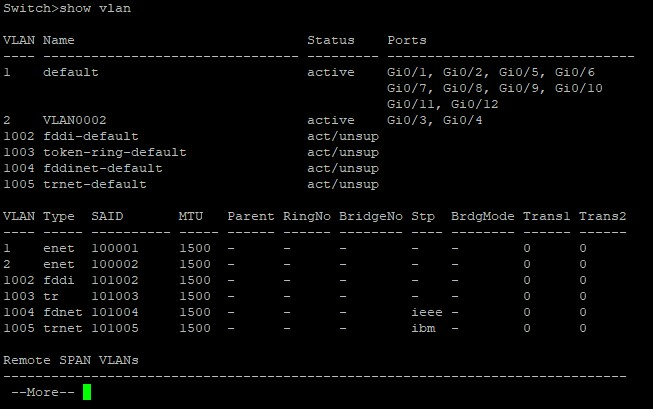 Switch>show vlan
VLAN Name                             Status    Ports
---- -------------------------------- --------- -------------------------------
1    default                          active    Gi0/1, Gi0/2, Gi0/5, Gi0/6
                                                Gi0/7, Gi0/8, Gi0/9, Gi0/10
                                                Gi0/11, Gi0/12
2    VLAN0002                         active    Gi0/3, Gi0/4
1002 fddi-default                     act/unsup
1003 token-ring-default               act/unsup
1004 fddinet-default                  act/unsup
1005 trnet-default                    act/unsup
VLAN Type  SAID       MTU   Parent RingNo BridgeNo Stp  BrdgMode Trans1 Trans2
---- ----- ---------- ----- ------ ------ -------- ---- -------- ------ ------
1    enet  100001     1500  -      -      -        -    -        0      0
2    enet  100002     1500  -      -      -        -    -        0      0
1002 fddi  101002     1500  -      -      -        -    -        0      0
1003 tr    101003     1500  -      -      -        -    -        0      0
1004 fdnet 101004     1500  -      -      -        ieee -        0      0
1005 trnet 101005     1500  -      -      -        ibm  -        0      0
Remote SPAN VLANs
------------------------------------------------------------------------------
 --More--